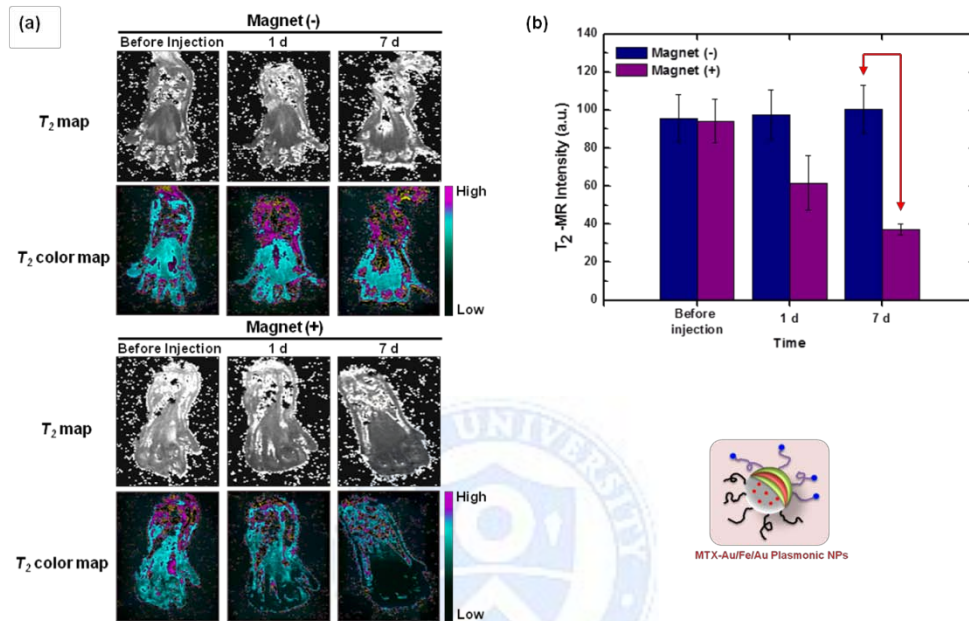 (a)
Magnet (-)
Before Injection 1 d 7 d
T2 map
T2 color map
High
Low
Magnet (+)
Before Injection 1 d 7 d
T2 map
T2 color map
High
Low
UNIVERSITY
(b)
T2 -MR Intensity (a.u.)
140
120
100
80
60
40
20
0
Magnet (-)
Magnet (+)
Before injection
1 d
7 d
Time
MTX-Au/Fe/Au Plasmonic NPs